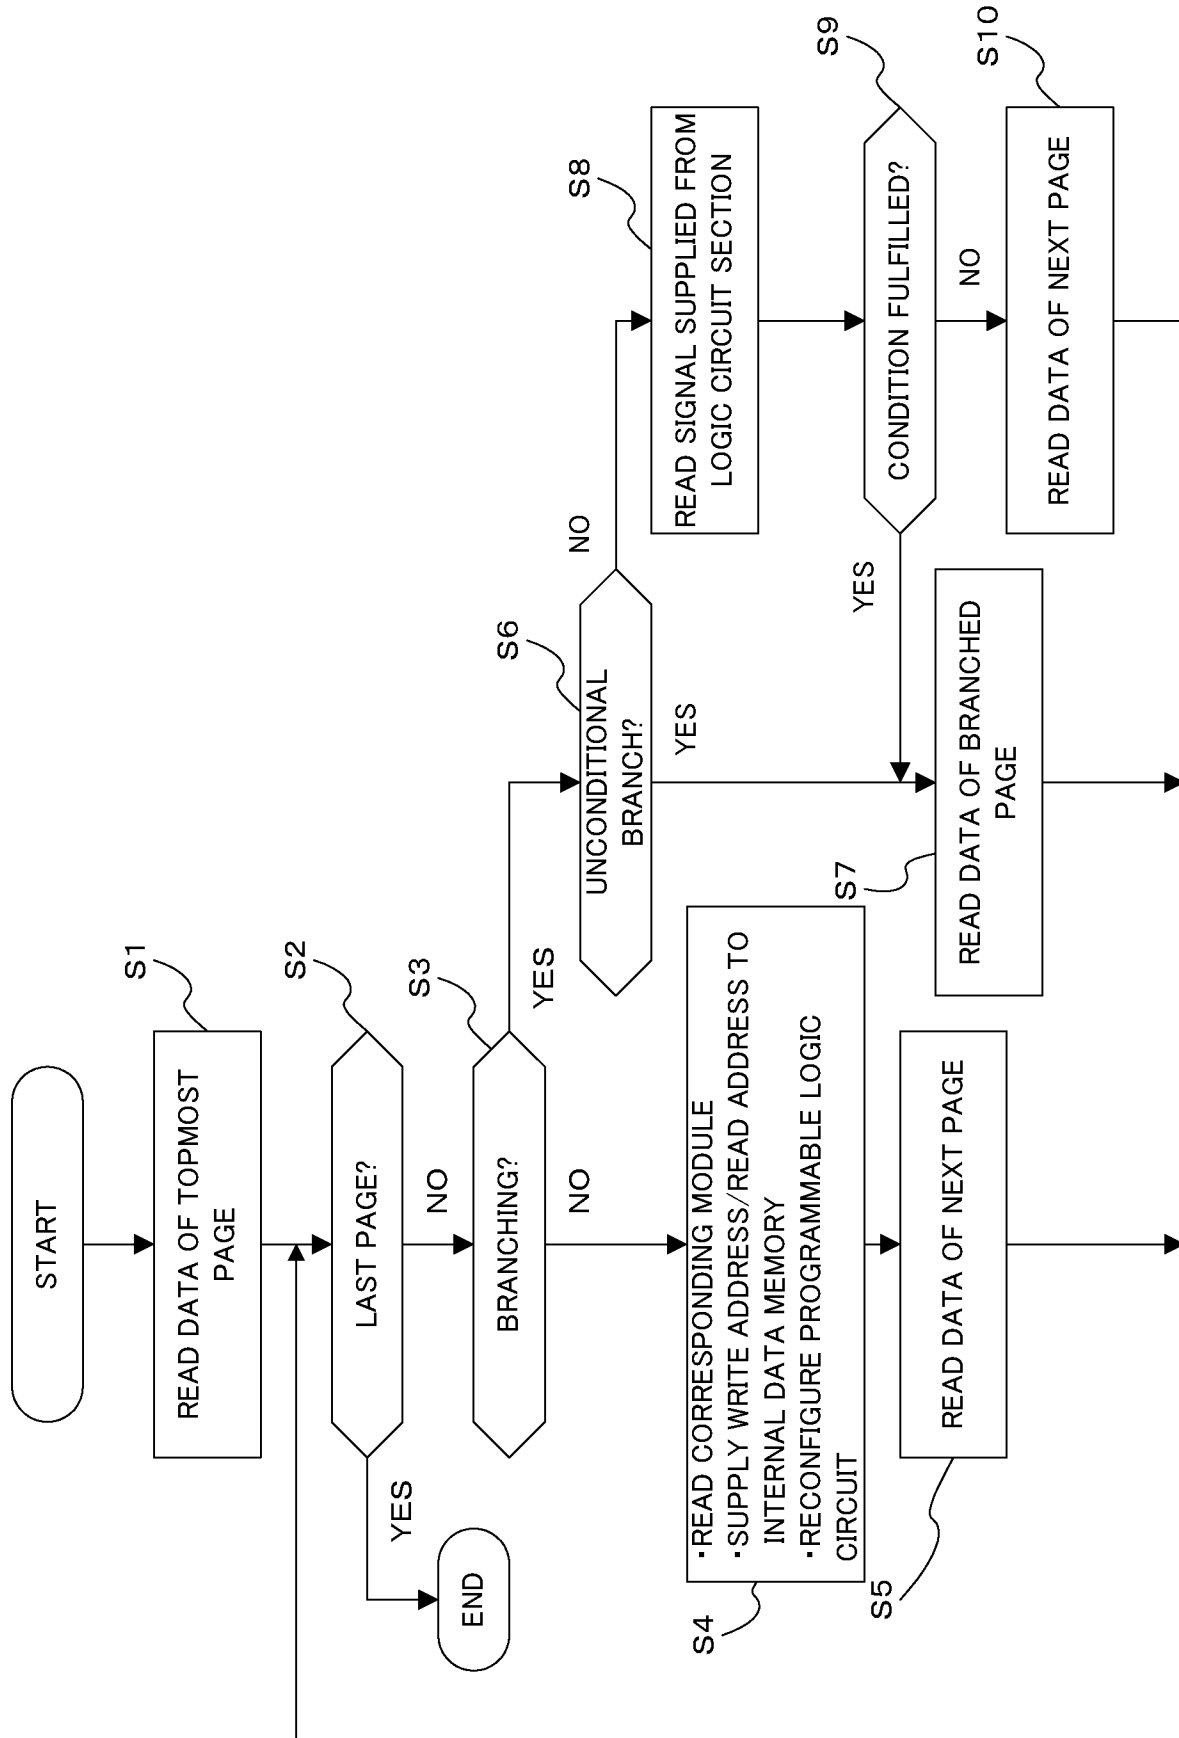 START
S1
READ DATA OF TOPMOST
PAGE
S2
LAST PAGE?
YES
NO
END
S3
BRANCHING?
YES
NO
S4
・READ CORRESPONDING MODULE
・SUPPLY WRITE ADDRESS/READ ADDRESS TO
INTERNAL DATA MEMORY
・RECONFIGURE PROGRAMMABLE LOGIC
CIRCUIT
S5
READ DATA OF NEXT PAGE
S6
UNCONDITIONAL
BRANCH?
NO
YES
S7
READ DATA OF BRANCHED
PAGE
S8
READ SIGNAL SUPPLIED FROM
LOGIC CIRCUIT SECTION
S9
CONDITION FULFILLED?
YES
NO
S10
READ DATA OF NEXT PAGE